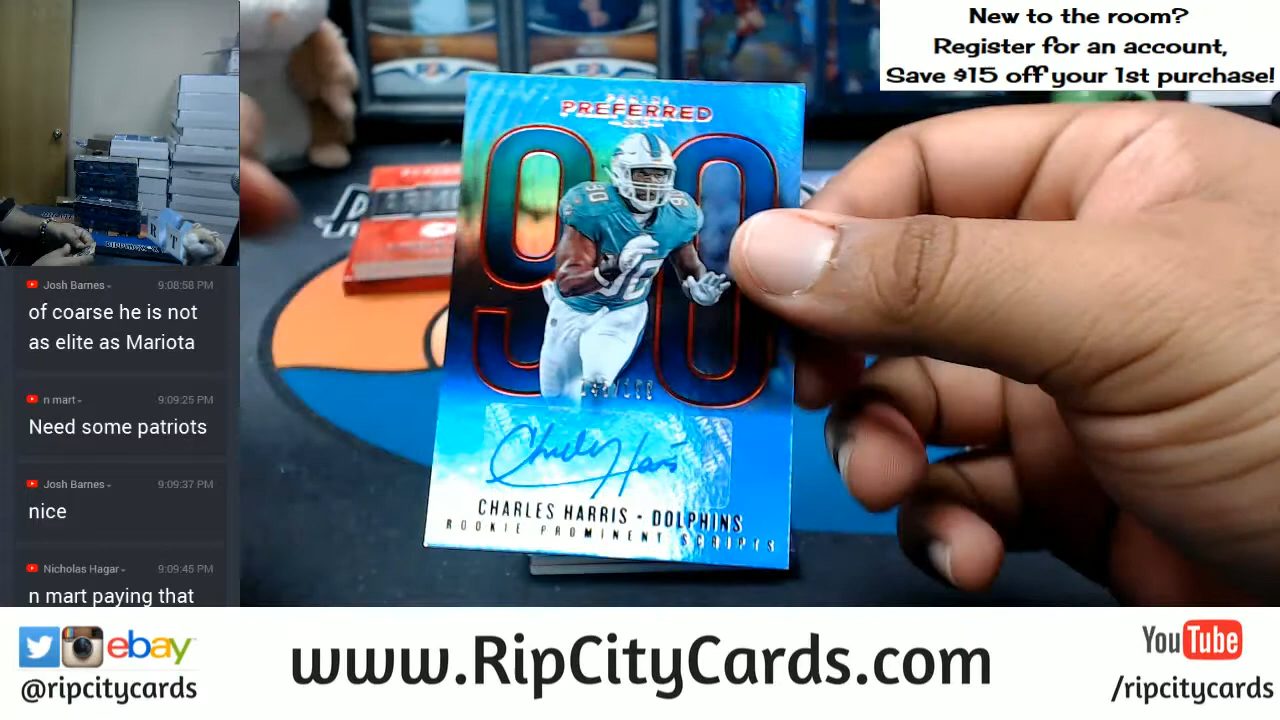 New to the room?
Register for an account,
Save $15 off your 1st purchase!
PREFERRED
90
90
90
CHARLES HARRIS - DOLPHINS
ROOKIE PROMINENT SCRIPTS
Josh Barnes 9:08:58 PM
of coarse he is not
as elite as Mariota
n mart 9:09:25 PM
Need some patriots
Josh Barnes 9:09:37 PM
nice
Nicholas Hagar 9:09:45 PM
n mart paying that
ebay
@ripcitycards
www.RipCityCards.com
YouTube
/ripcitycards